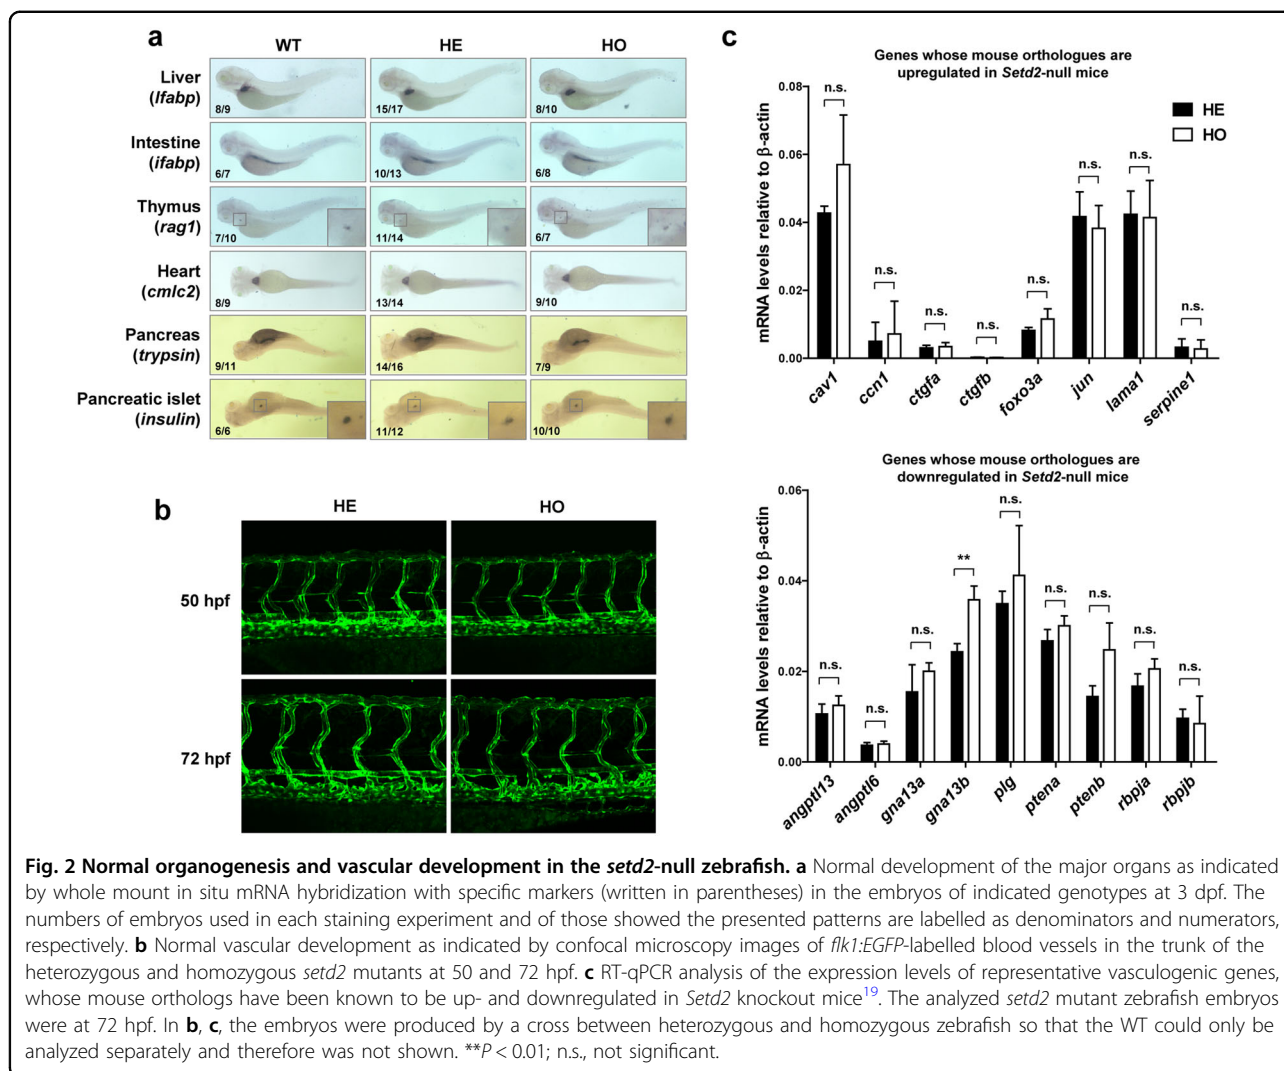 a
WT HE HO
Liver
(lfabp)
8/9 15/17 8/10
Intestine
(ifabp)
6/7 10/13 6/8
Thymus
(rag1)
7/10 11/14 6/7
Heart
(cmlc2)
8/9 13/14 9/10
Pancreas
(trypsin)
9/11 14/16 7/9
Pancreatic islet
(insulin)
6/6 11/12 10/10
b
HE HO
50 hpf
72 hpf
c
Genes whose mouse orthologues are
upregulated in Setd2-null mice
mRNA levels relative to β-actin
0.08
0.06
0.04
0.02
0.00
HE
HO
n.s. n.s. n.s. n.s. n.s. n.s. n.s. n.s.
cav1 ccn1 ctgfa ctgfb foxo3a jun lama1 serpine1
Genes whose mouse orthologues are
downregulated in Setd2-null mice
mRNA levels relative to β-actin
0.06
0.04
0.02
0.00
n.s. n.s. n.s. ** n.s. n.s. n.s. n.s. n.s.
angptl13 angptl6 gna13a gna13b plg ptena ptenb rbpja rbpjb
Fig. 2 Normal organogenesis and vascular development in the setd2-null zebrafish. a Normal development of the major organs as indicated
by whole mount in situ mRNA hybridization with specific markers (written in parentheses) in the embryos of indicated genotypes at 3 dpf. The
numbers of embryos used in each staining experiment and of those showed the presented patterns are labelled as denominators and numerators,
respectively. b Normal vascular development as indicated by confocal microscopy images of flk1:EGFP-labelled blood vessels in the trunk of the
heterozygous and homozygous setd2 mutants at 50 and 72 hpf. c RT-qPCR analysis of the expression levels of representative vasculogenic genes,
whose mouse orthologs have been known to be up- and downregulated in Setd2 knockout mice19. The analyzed setd2 mutant zebrafish embryos
were at 72 hpf. In b, c, the embryos were produced by a cross between heterozygous and homozygous zebrafish so that the WT could only be
analyzed separately and therefore was not shown. **P < 0.01; n.s., not significant.